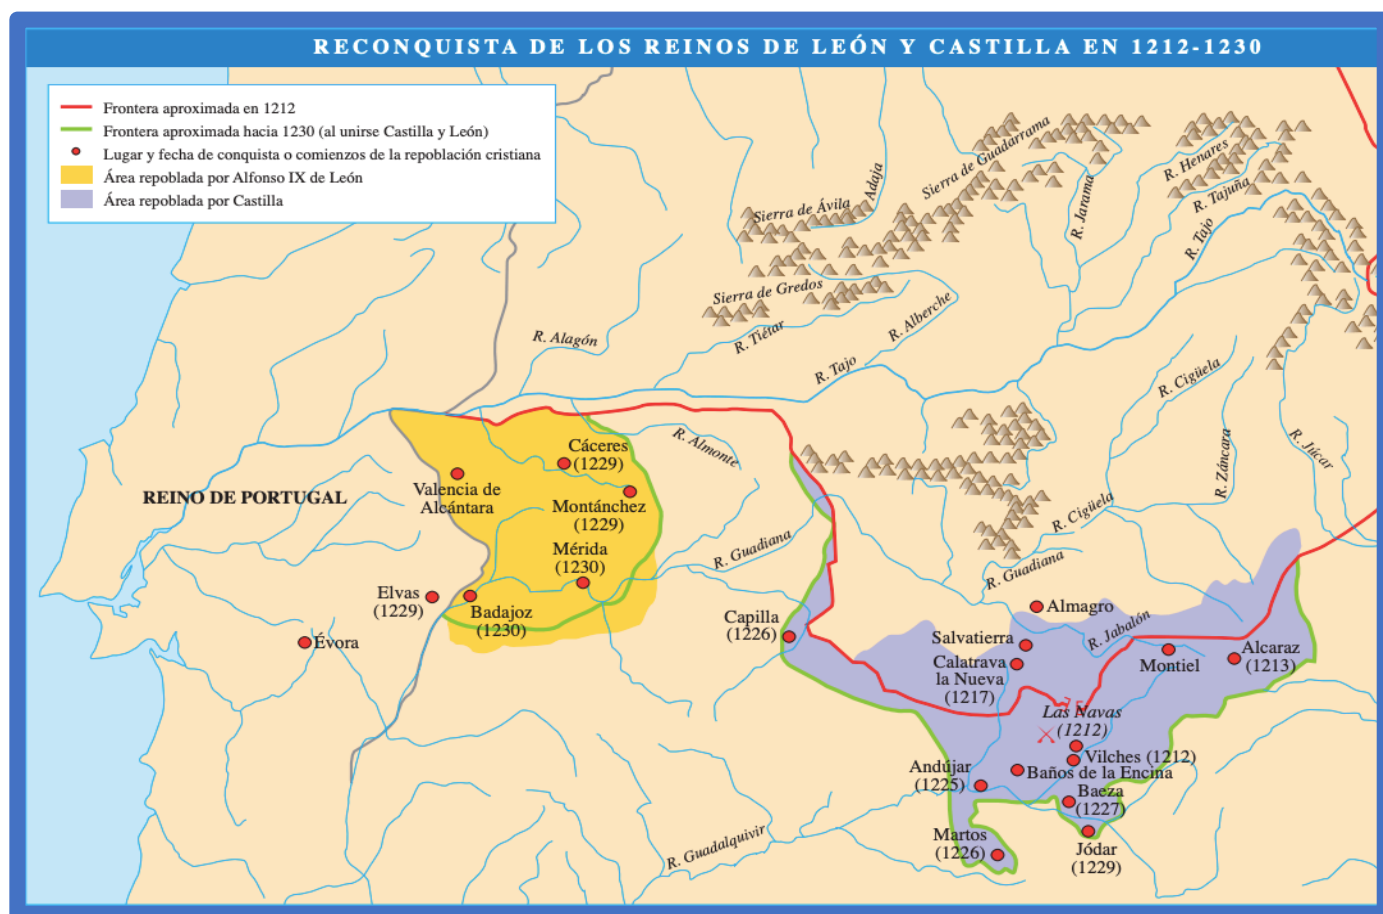 RECONQUISTA DE LOS REINOS DE LEÓN Y CASTILLA EN 1212-1230
Frontera aproximada en 1212
Frontera aproximada hacia 1230 (al unirse Castilla y León)
Lugar y fecha de conquista o comienzos de la repoblación cristiana
Área repoblada por Alfonso IX de León
Área repoblada por Castilla
Sierra de Guadarrama
Adaja
Sierra de Ávila
R. Jarama
R. Henares
R. Tajuña
R. Tajo
Sierra de Gredos
R. Tiétar
R. Alberche
R. Alagón
R. Tajo
R. Cigüela
R. Záncara
R. Júcar
R. Almonte
Cáceres
(1229)
Valencia de
Alcántara
REINO DE PORTUGAL
Montánchez
(1229)
R. Cigüela
Mérida
(1230)
R. Guadiana
R. Guadiana
Elvas
(1229)
Badajoz
(1230)
Évora
Capilla
(1226)
Almagro
Salvatierra
R. Jabalón
Calatrava
la Nueva
(1217)
Montiel
Alcaraz
(1213)
Las Navas
(1212)
Vilches (1212)
Andújar
(1225)
Baños de la Encina
Baeza
(1227)
Martos
(1226)
Jódar
(1229)
R. Guadalquivir